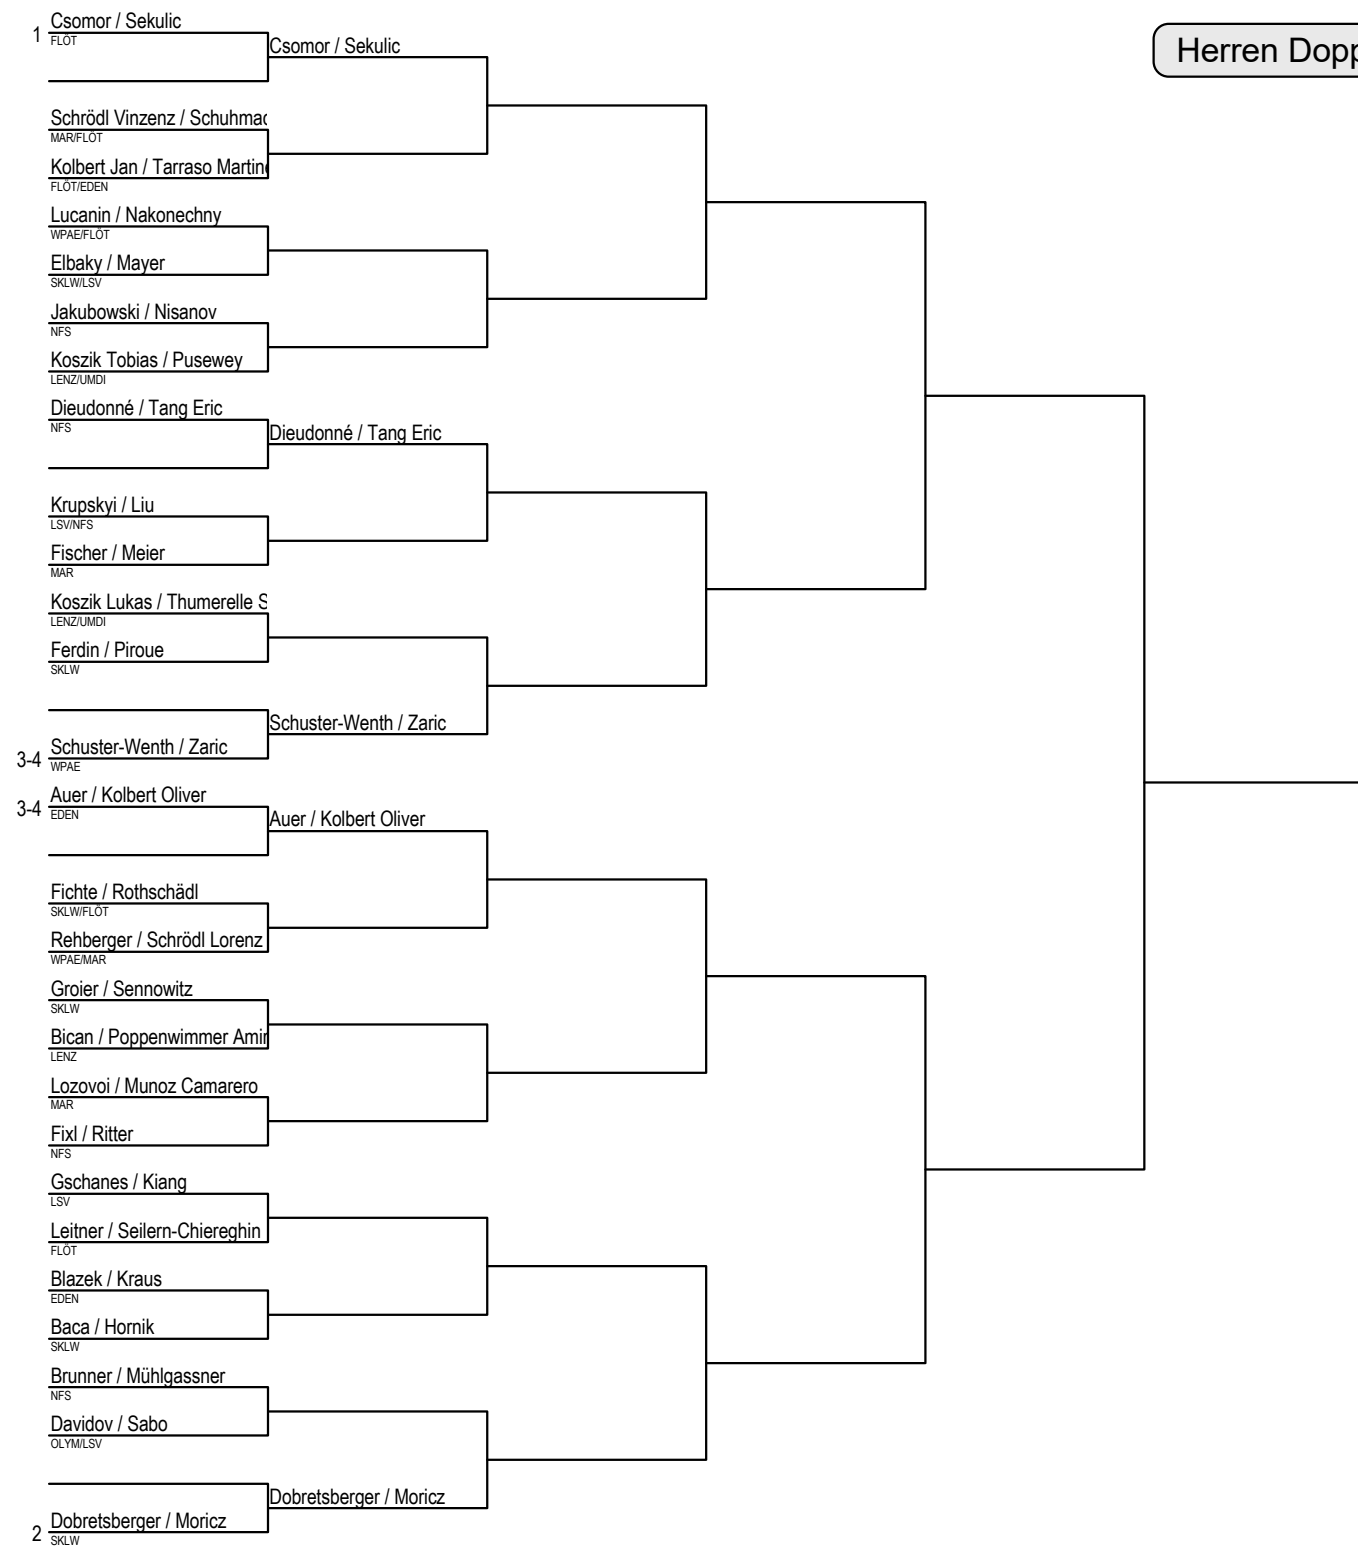 Csomor / Sekulic
1
FLÖT
Csomor / Sekulic
Herren Dopp
Schrödl Vinzenz / Schuhmac
MAR/FLÖT
Kolbert Jan / Tarraso Martine
FLÖT/EDEN
Lucanin / Nakonechny
WPAE/FLÖT
Elbaky / Mayer
SKLW/LSV
Jakubowski / Nisanov
NFS
Koszik Tobias / Pusewey
LENZ/UMDI
Dieudonné / Tang Eric
NFS
Dieudonné / Tang Eric
Krupskyi / Liu
LSV/NFS
Fischer / Meier
MAR
Koszik Lukas / Thumerelle S
LENZ/UMDI
Ferdin / Piroue
SKLW
Schuster-Wenth / Zaric
Schuster-Wenth / Zaric
3-4
WPAE
Auer / Kolbert Oliver
3-4
EDEN
Auer / Kolbert Oliver
Fichte / Rothschädl
SKLW/FLÖT
Rehberger / Schrödl Lorenz
WPAE/MAR
Groier / Sennowitz
SKLW
Bican / Poppenwimmer Amir
LENZ
Lozovoi / Munoz Camarero
MAR
Fixl / Ritter
NFS
Gschanes / Kiang
LSV
Leitner / Seilern-Chiereghin
FLÖT
Blazek / Kraus
EDEN
Baca / Hornik
SKLW
Brunner / Mühlgassner
NFS
Davidov / Sabo
OLYM/LSV
Dobretsberger / Moricz
Dobretsberger / Moricz
2
SKLW